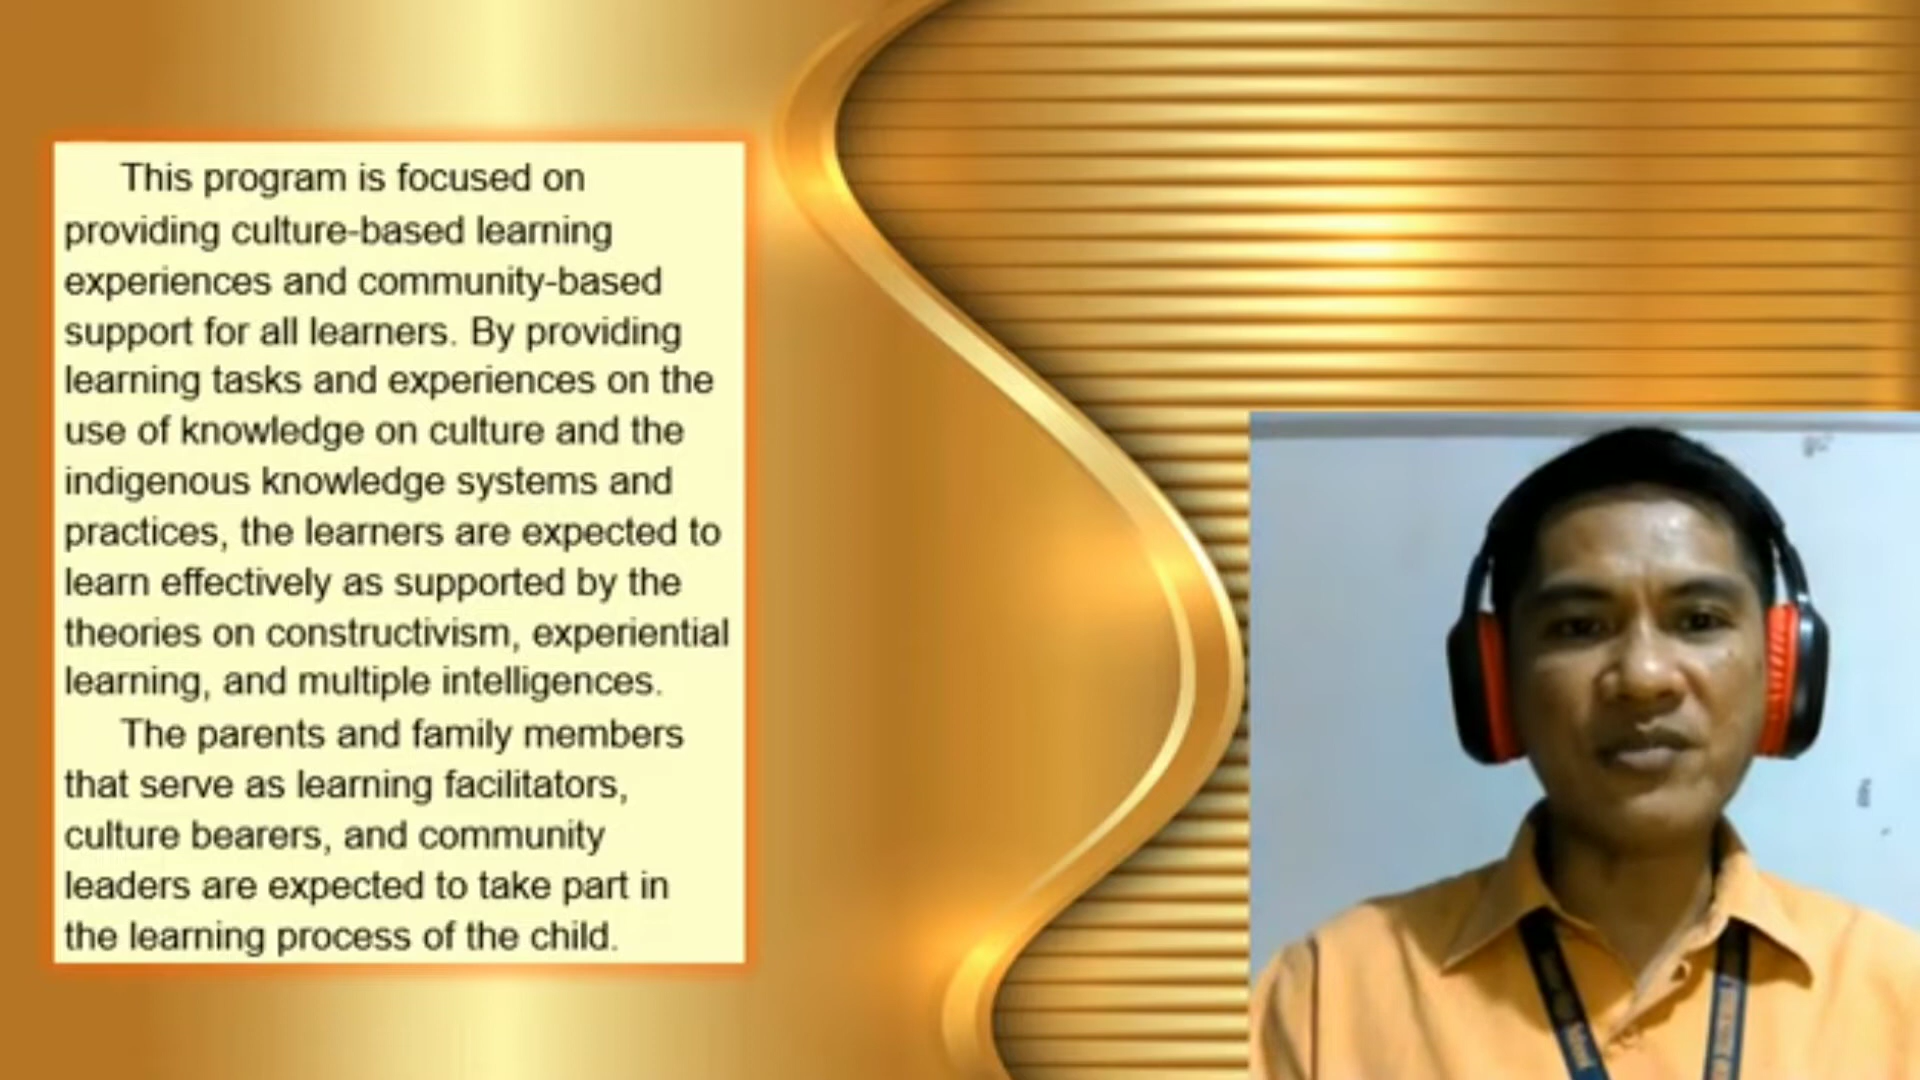 This program is focused on
providing culture-based learning
experiences and community-based
support for all learners. By providing
learning tasks and experiences on the
use of knowledge on culture and the
indigenous knowledge systems and
practices, the learners are expected to
learn effectively as supported by the
theories on constructivism, experiential
learning, and multiple intelligences.
The parents and family members
that serve as learning facilitators,
culture bearers, and community
leaders are expected to take part in
the learning process of the child.